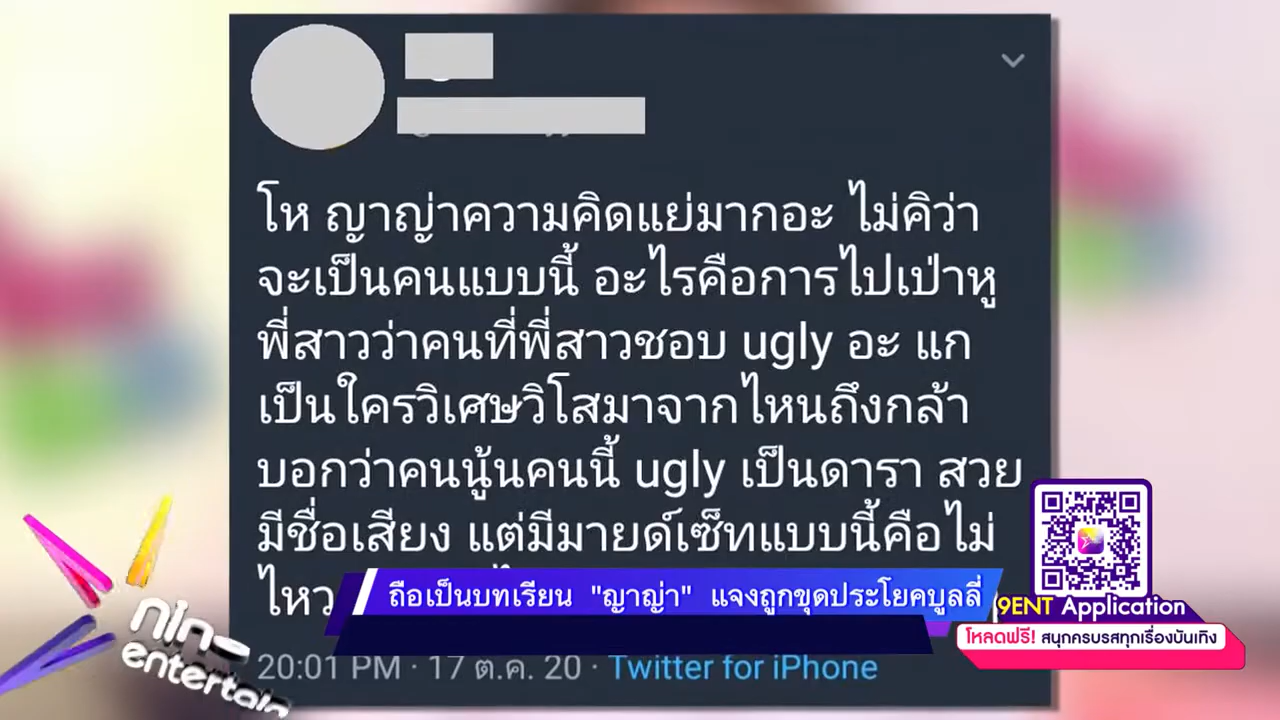 โห ญาญ่าความคิดแย่มากอะ ไม่คิว่า
จะเป็นคนแบบนี้ อะไรคือการไปเป่าหู
พี่สาวว่าคนที่พี่สาวชอบ ugly อะ แก
เป็นใครวิเศษวิโสมาจากไหนถึงกล้า
บอกว่าคนนู้นคนนี้ ugly เป็นดารา สวย
มีชื่อเสียง แต่มีมายด์เซ็ทแบบนี้คือไม่
ไหว
ถือเป็นบทเรียน "ญาญ่า" แจงถูกขุดประโยคบูลลี่
20:01 PM · 17 ต.ค. 20 · Twitter for iPhone
nine
entertain
9ENT Application
โหลดฟรี! สนุกครบรสทุกเรื่องบันเทิง